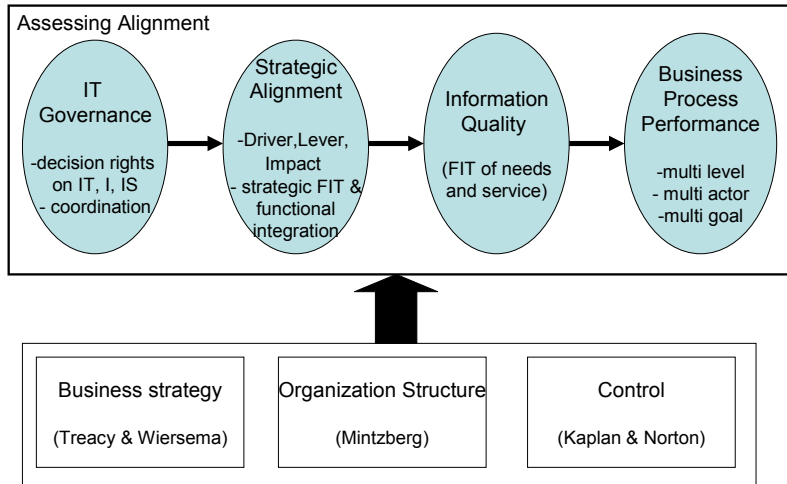 Assessing Alignment
IT
Governance
-decision rights
on IT, I, IS
- coordination
Strategic
Alignment
-Driver,Lever,
Impact
- strategic FIT &
functional
integration
Information
Quality
(FIT of needs
and service)
Business
Process
Performance
-multi level
- multi actor
-multi goal
Business strategy
(Treacy & Wiersema)
Organization Structure
(Mintzberg)
Control
(Kaplan & Norton)